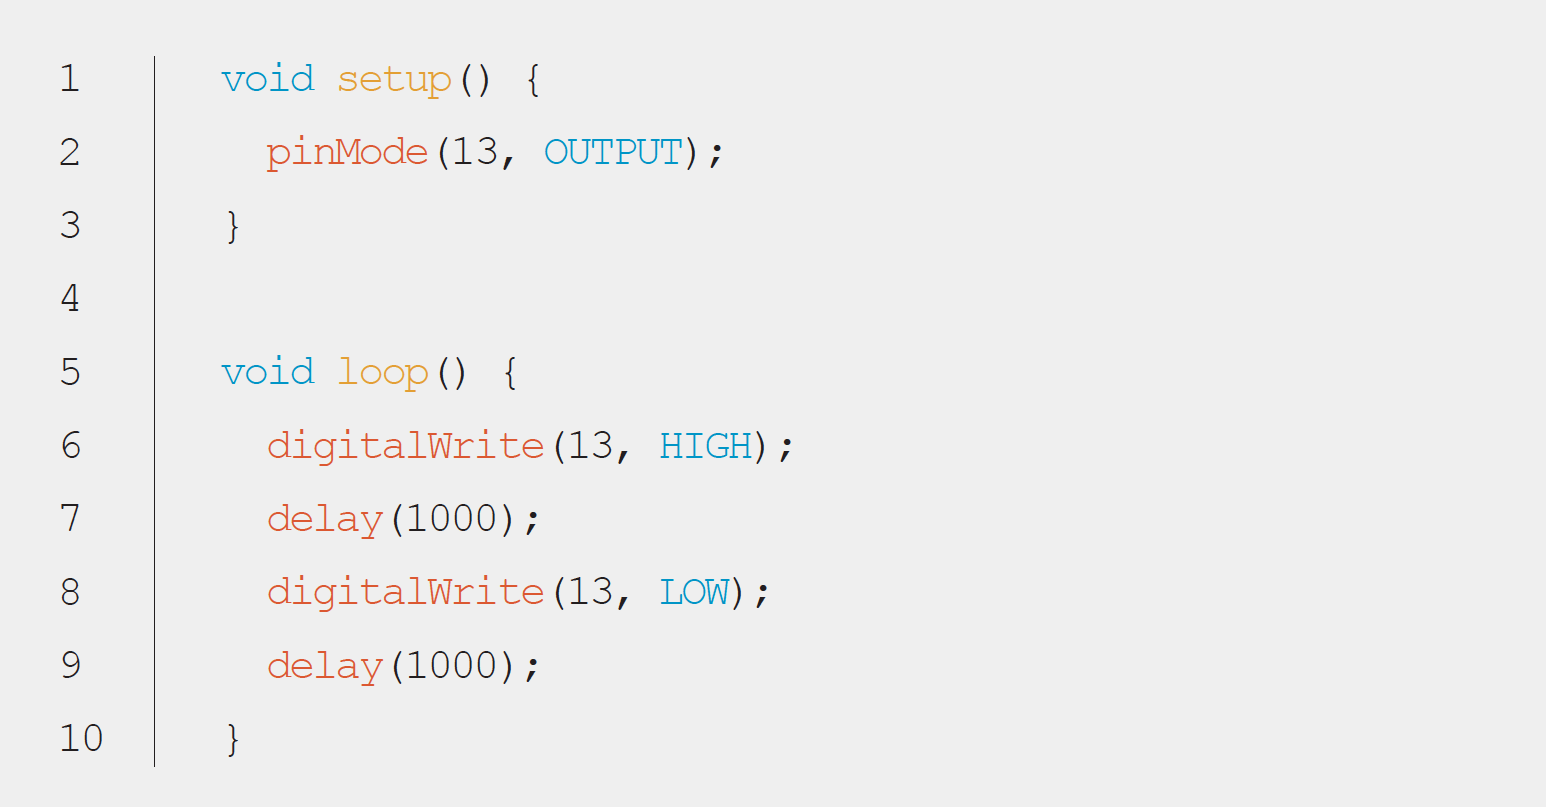 1 void setup() {
2   pinMode(13, OUTPUT);
3 }
4
5 void loop() {
6   digitalWrite(13, HIGH);
7   delay(1000);
8   digitalWrite(13, LOW);
9   delay(1000);
10 }